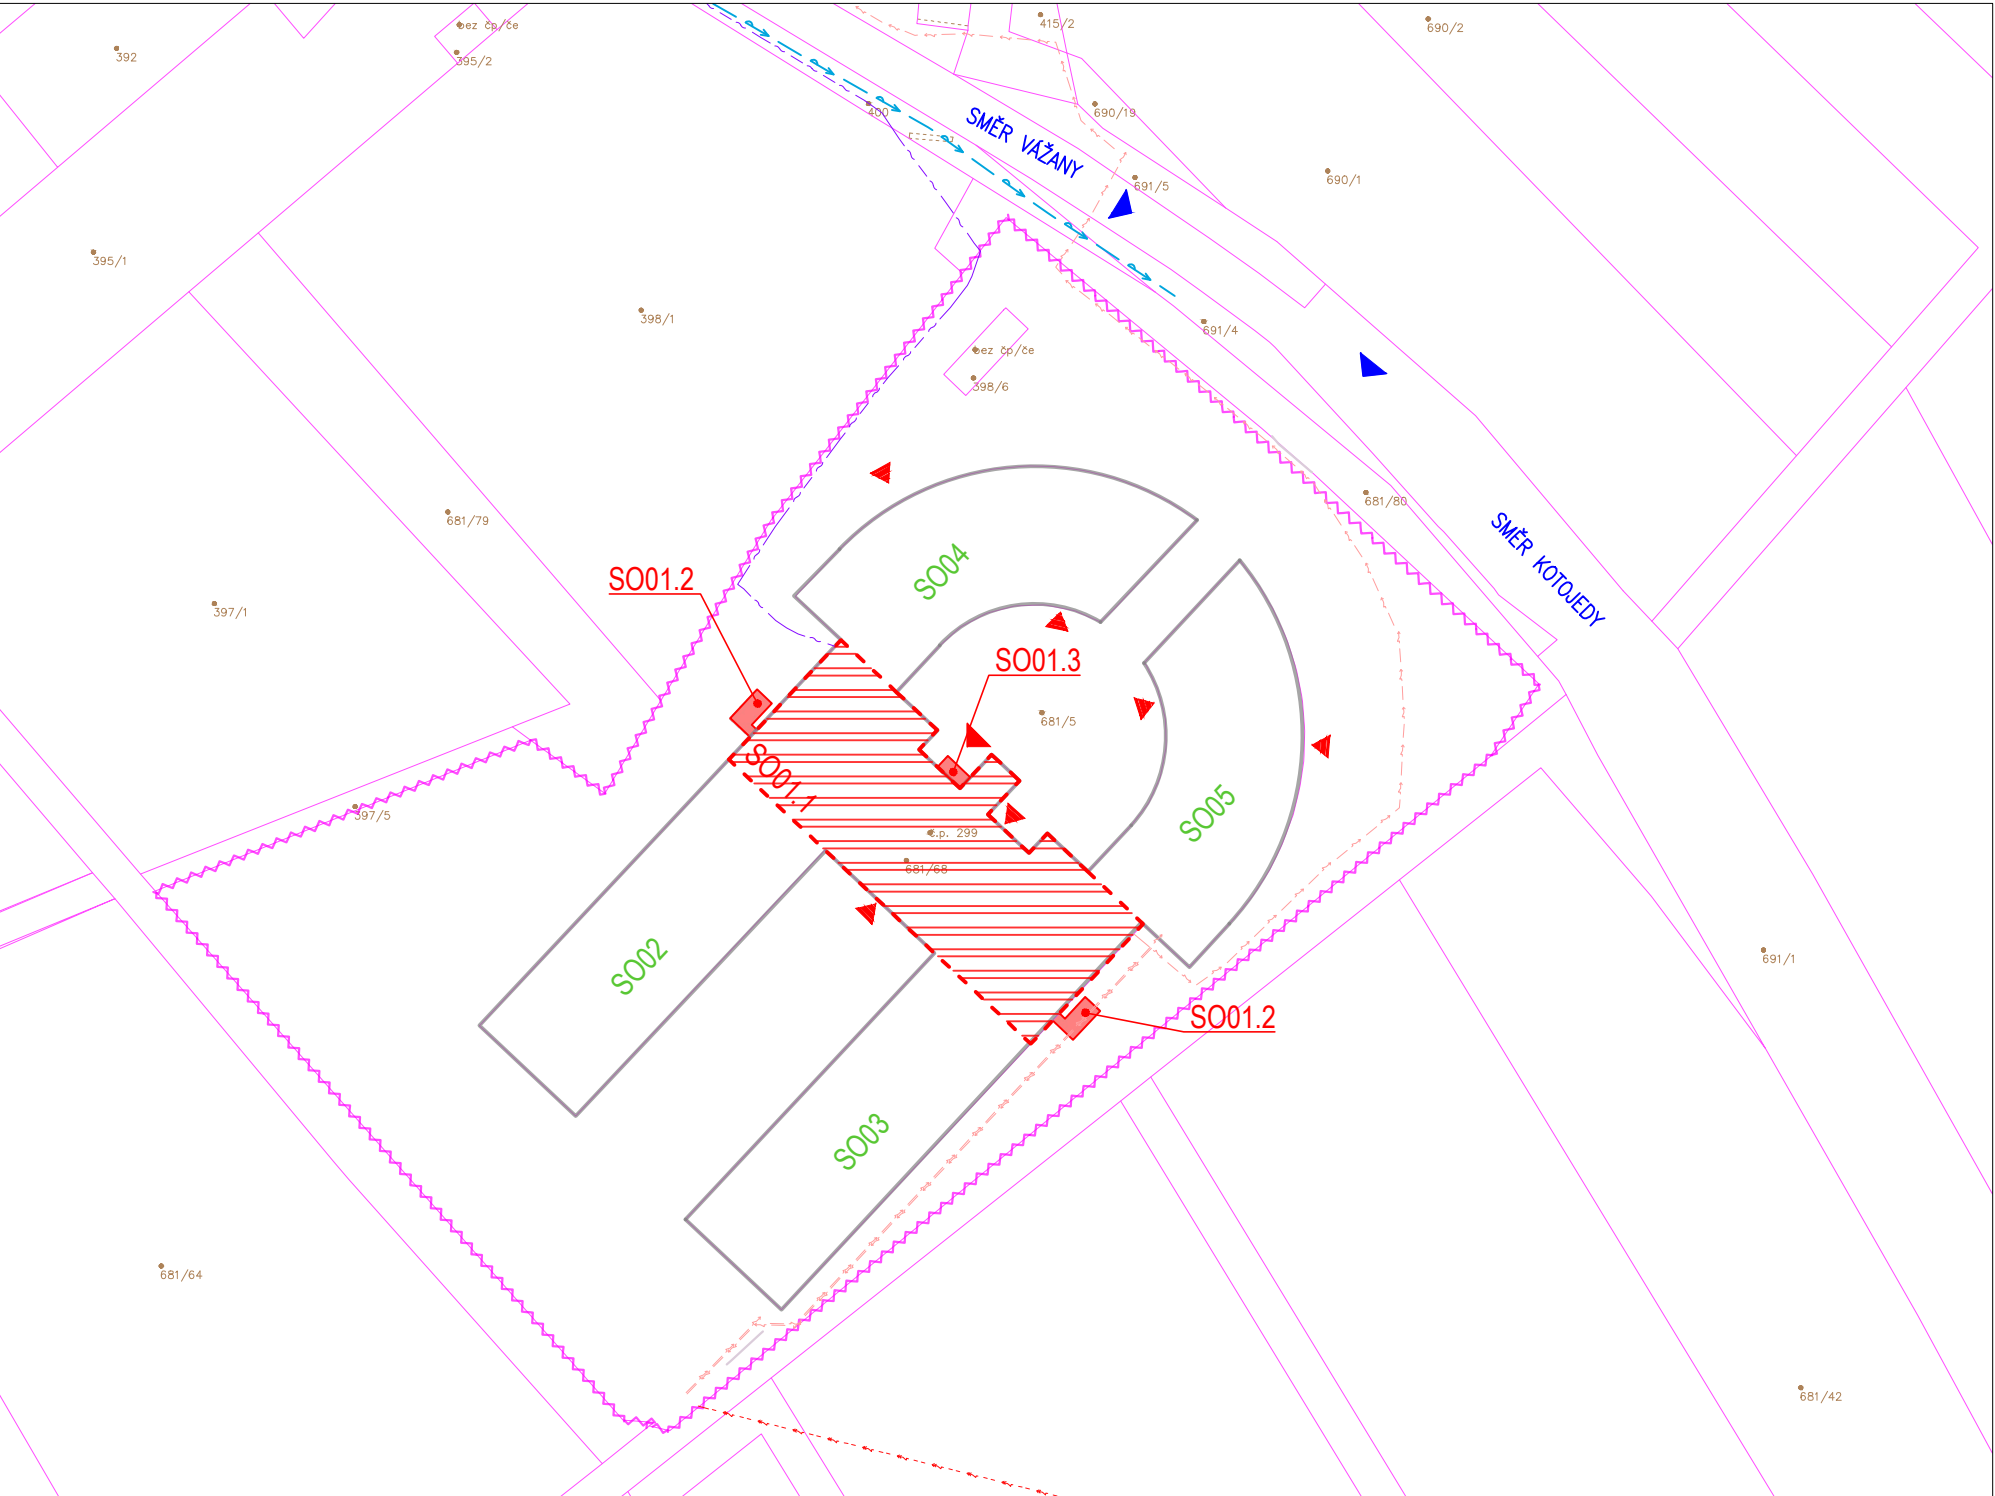 bez čp/če
415/2
690/2
392
395/2
400
690/19
SMĚR VÁŽANY
691/5
690/1
395/1
398/1
691/4
bez čp/če
398/6
681/79
681/80
SMĚR KOTOJEDY
SO04
SO01.2
397/1
SO01.3
681/5
SO01.1
397/5
SO05
č.p. 299
681/68
SO02
691/1
SO01.2
SO03
681/64
681/42